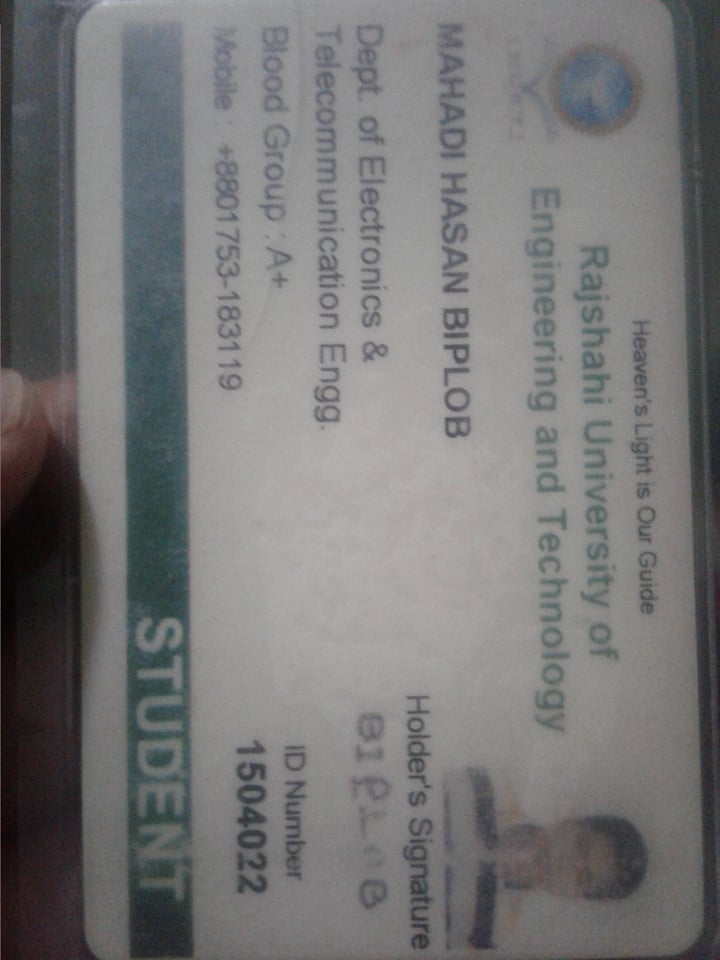 Heaven's Light is Our Guide
Rajshahi University of
Engineering and Technology
MAHADI HASAN BIPLOB
Dept. of Electronics &
Telecommunication Engg.
Blood Group : A+
Mobile : +8801753-183119
Holder's Signature
BIPLOB
ID Number
1504022
STUDENT